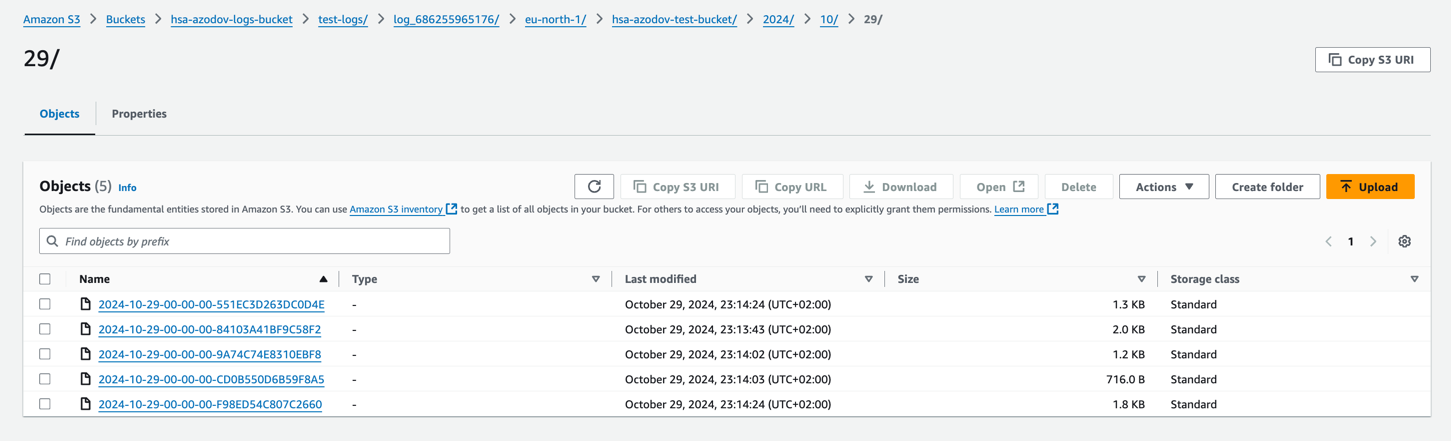 Amazon S3 > Buckets > hsa-azodov-logs-bucket > test-logs/ > log_686255965176/ > eu-north-1/ > hsa-azodov-test-bucket/ > 2024/ > 10/ > 29/
29/
Copy S3 URI
Objects Properties
Objects (5) Info
Copy S3 URI Copy URL Download Open Delete Actions Create folder Upload
Objects are the fundamental entities stored in Amazon S3. You can use Amazon S3 inventory to get a list of all objects in your bucket. For others to access your objects, you'll need to explicitly grant them permissions. Learn more
Find objects by prefix
1
Name Type Last modified Size Storage class
2024-10-29-00-00-00-551EC3D263DC0D4E - October 29, 2024, 23:14:24 (UTC+02:00) 1.3 KB Standard
2024-10-29-00-00-00-84103A41BF9C58F2 - October 29, 2024, 23:13:43 (UTC+02:00) 2.0 KB Standard
2024-10-29-00-00-00-9A74C74E8310EBF8 - October 29, 2024, 23:14:02 (UTC+02:00) 1.2 KB Standard
2024-10-29-00-00-00-CD0B550D6B59F8A5 - October 29, 2024, 23:14:03 (UTC+02:00) 716.0 B Standard
2024-10-29-00-00-00-F98ED54C807C2660 - October 29, 2024, 23:14:24 (UTC+02:00) 1.8 KB Standard